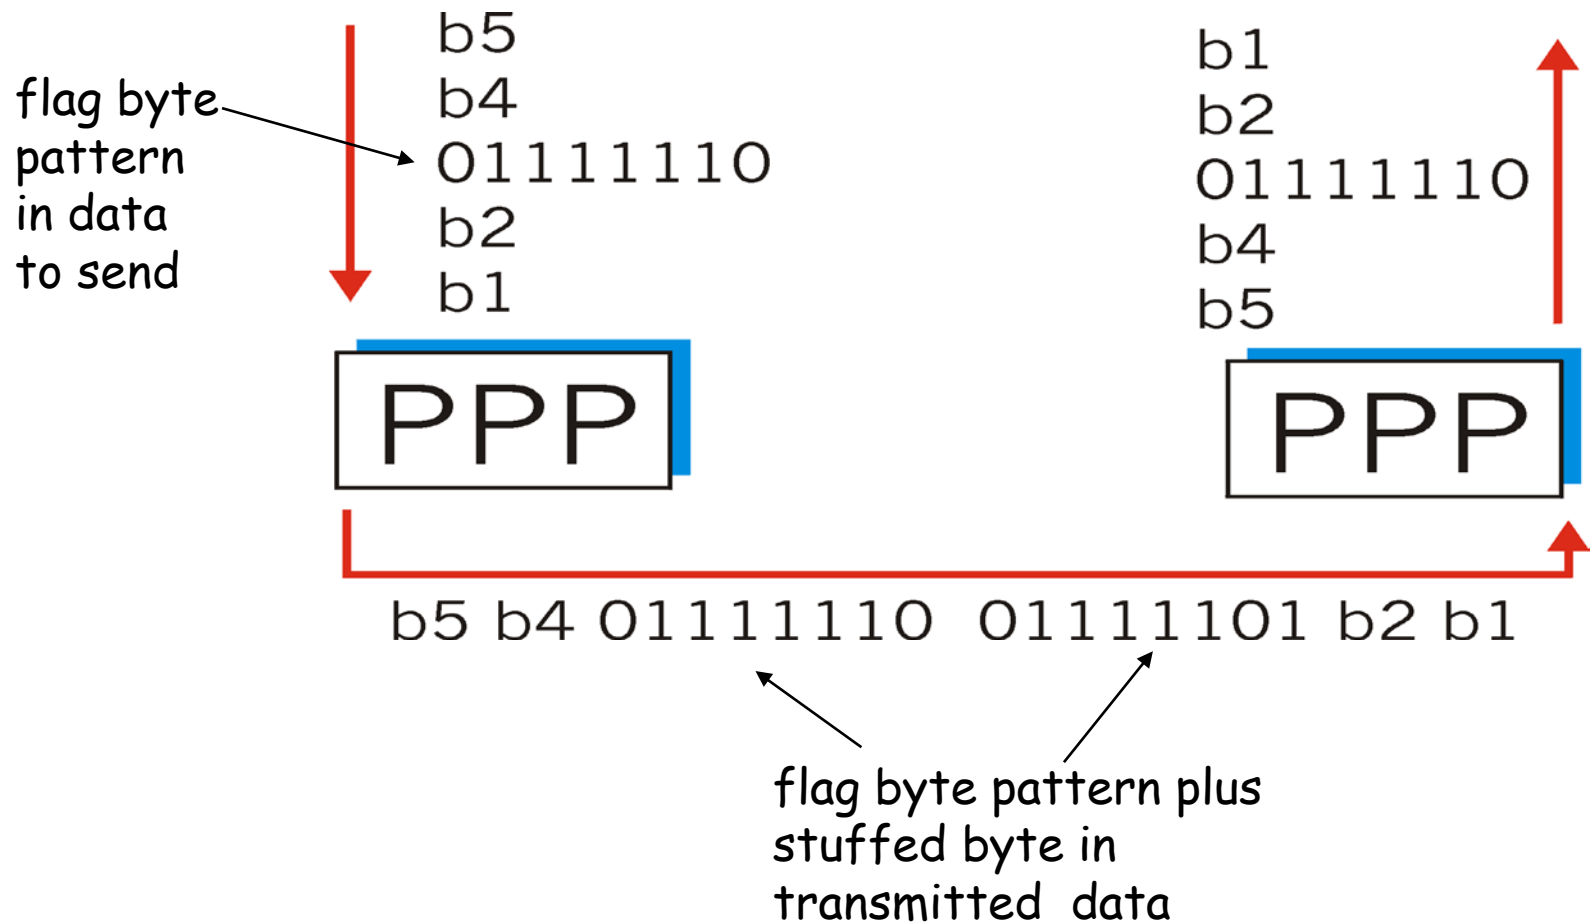 flag byte
pattern
in data
to send
b5
b4
01111110
b2
b1
PPP
b1
b2
01111110
b4
b5
PPP
b5 b4 01111110 01111101 b2 b1
flag byte pattern plus
stuffed byte in
transmitted data